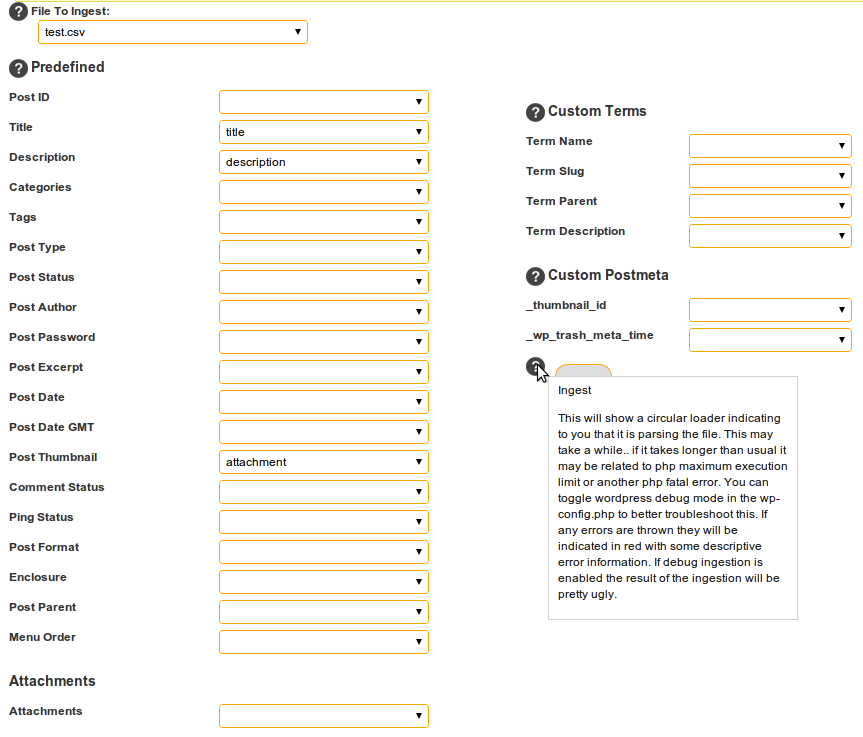 ? File To Ingest:
test.csv
? Predefined
Post ID
Title title
Description description
Categories
Tags
Post Type
Post Status
Post Author
Post Password
Post Excerpt
Post Date
Post Date GMT
Post Thumbnail attachment
Comment Status
Ping Status
Post Format
Enclosure
Post Parent
Menu Order
Attachments
Attachments
? Custom Terms
Term Name
Term Slug
Term Parent
Term Description
? Custom Postmeta
_thumbnail_id
_wp_trash_meta_time
?
Ingest
This will show a circular loader indicating
to you that it is parsing the file. This may
take a while.. if it takes longer than usual it
may be related to php maximum execution
limit or another php fatal error. You can
toggle wordpress debug mode in the wp-
config.php to better troubleshoot this. If
any errors are thrown they will be
indicated in red with some descriptive
error information. If debug ingestion is
enabled the result of the ingestion will be
pretty ugly.